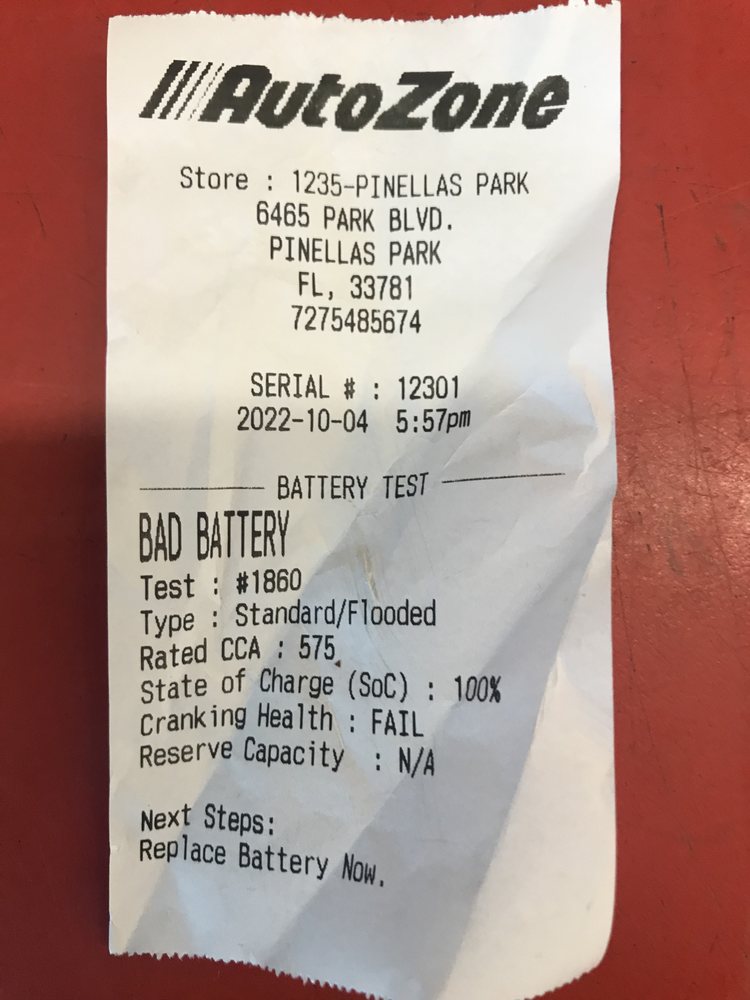 AutoZone
Store : 1235-PINELLAS PARK
6465 PARK BLVD.
PINELLAS PARK
FL, 33781
7275485674
SERIAL # : 12301
2022-10-04 5:57pm
BATTERY TEST
BAD BATTERY
Test : #1860
Type : Standard/Flooded
Rated CCA : 575
State of Charge (SoC) : 100%
Cranking Health : FAIL
Reserve Capacity : N/A
Next Steps:
Replace Battery Now.